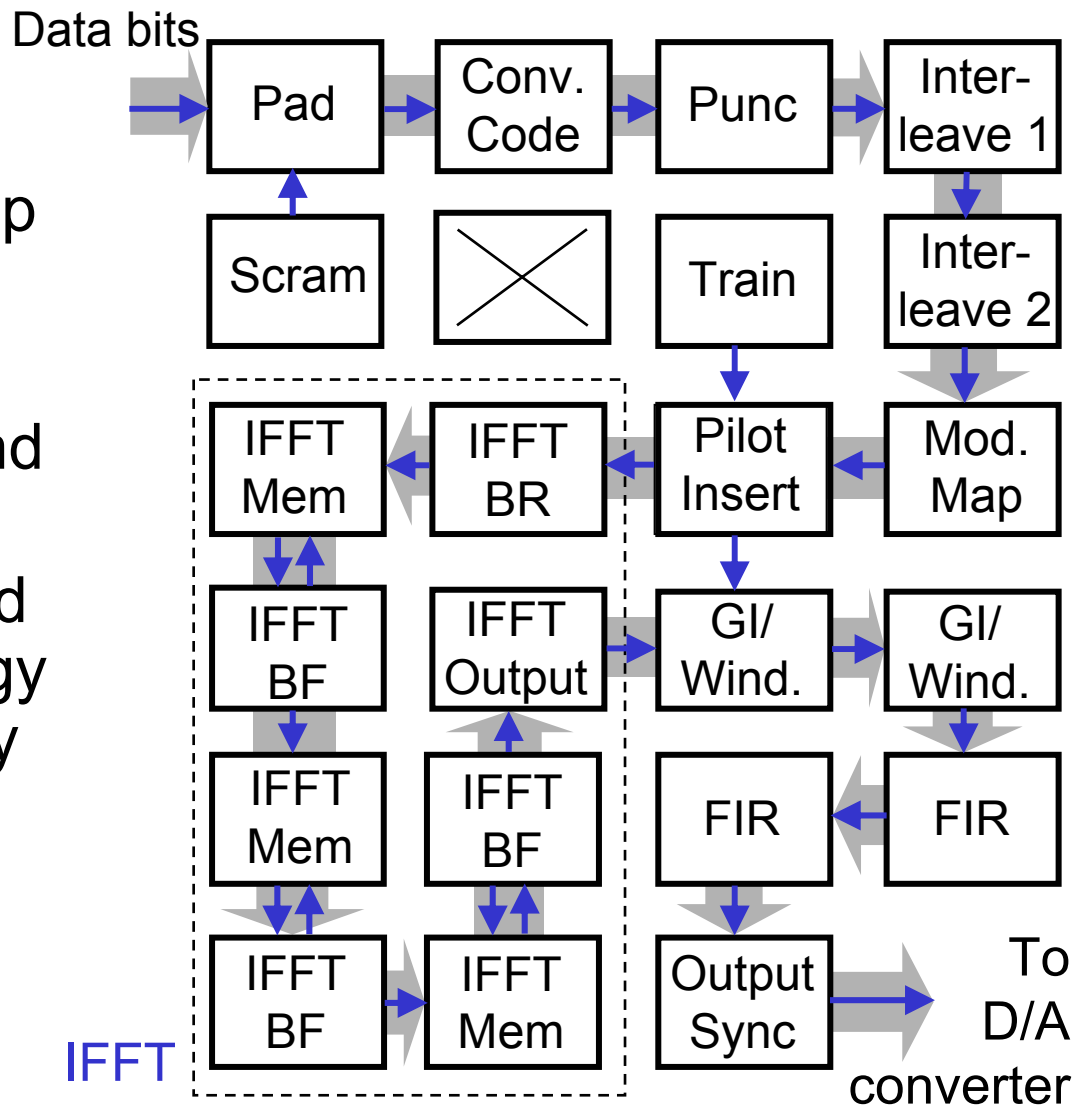 Data bits
Pad
Conv.
Code
Punc
Inter-
leave 1
p
Scram
Train
Inter-
leave 2
nd
IFFT
Mem
IFFT
BR
Pilot
Insert
Mod.
Map
d
gy
y
IFFT
BF
IFFT
Output
GI/
Wind.
GI/
Wind.
IFFT
Mem
IFFT
BF
FIR
FIR
IFFT
BF
IFFT
Mem
Output
Sync
To
D/A
converter
IFFT